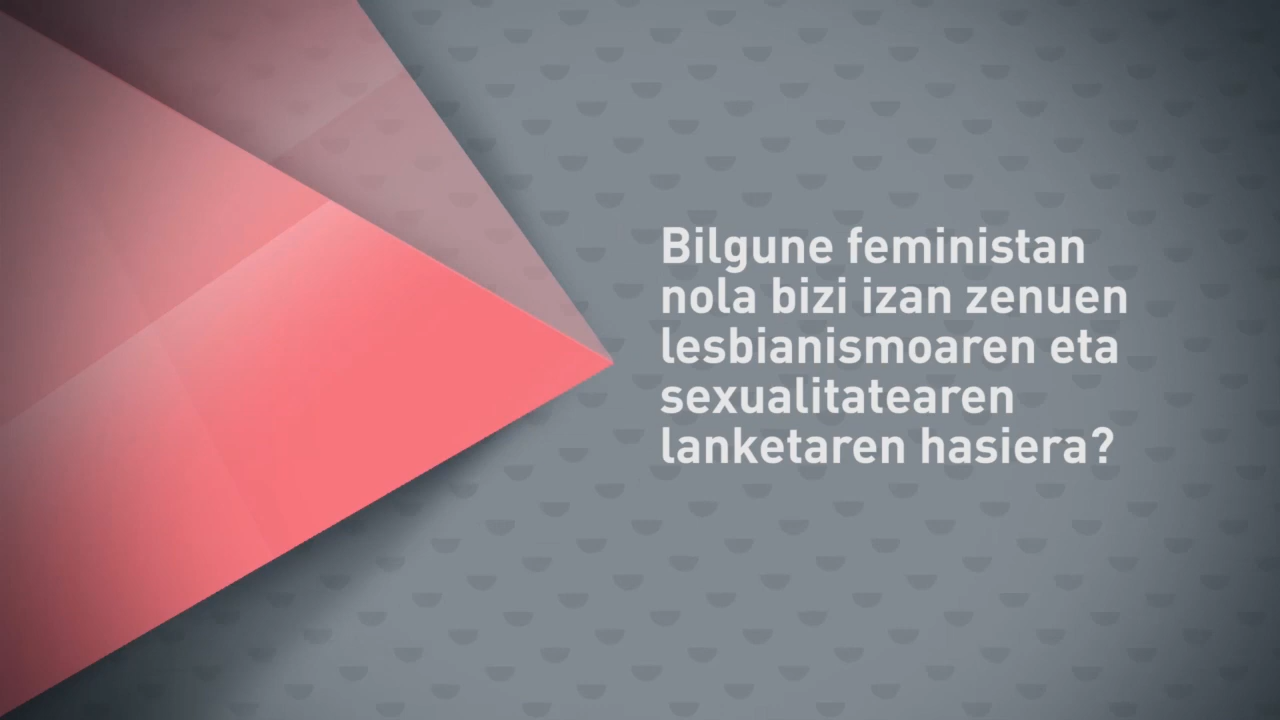 Bilgune feministan
nola bizi izan zenuen
lesbianismoaren eta
sexualitatearen
lanketaren hasiera?